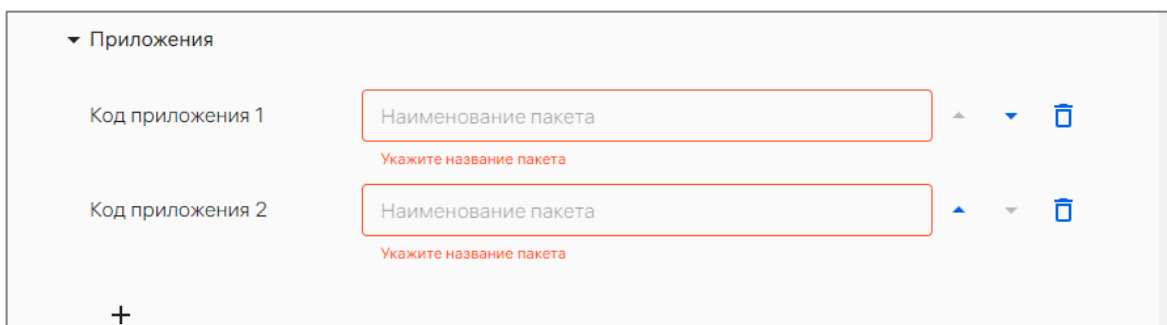 Приложения
Код приложения 1 Наименование пакета
Укажите название пакета
Код приложения 2 Наименование пакета
Укажите название пакета
+